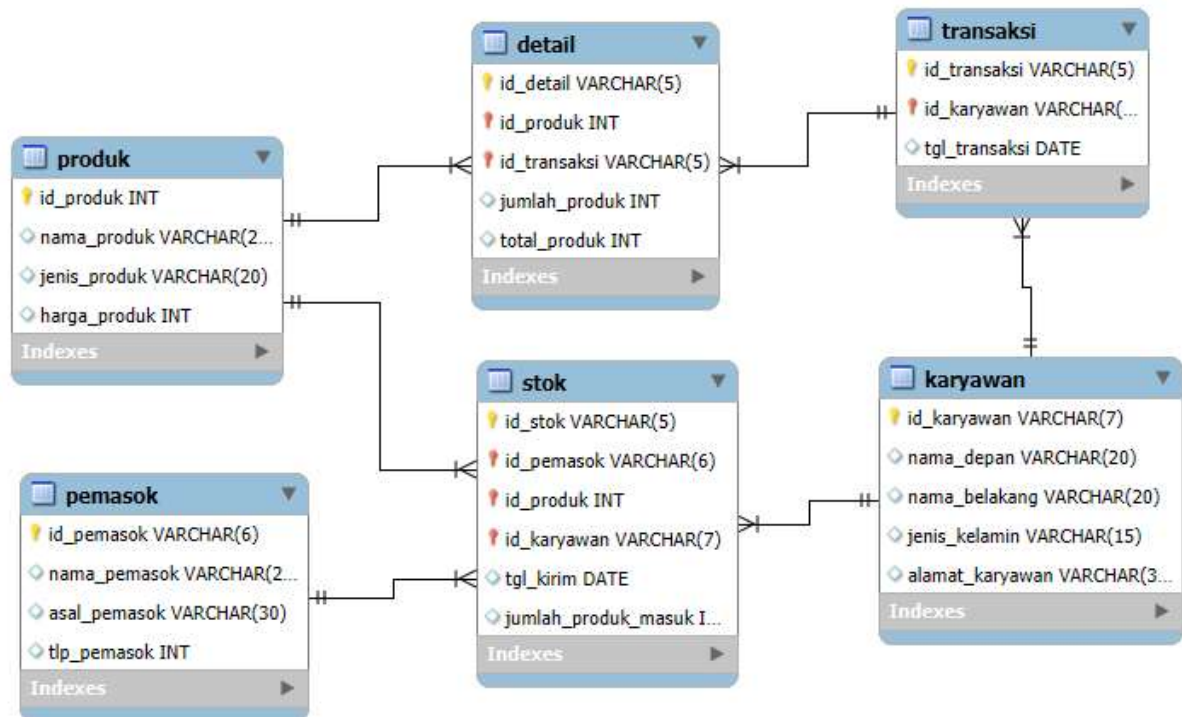 produk
id_produk INT
nama_produk VARCHAR(2...
jenis_produk VARCHAR(20)
harga_produk INT
Indexes
detail
id_detail VARCHAR(5)
id_produk INT
id_transaksi VARCHAR(5)
jumlah_produk INT
total_produk INT
Indexes
transaksi
id_transaksi VARCHAR(5)
id_karyawan VARCHAR(...
tgl_transaksi DATE
Indexes
pemasok
id_pemasok VARCHAR(6)
nama_pemasok VARCHAR(2...
asal_pemasok VARCHAR(30)
tlp_pemasok INT
Indexes
stok
id_stok VARCHAR(5)
id_pemasok VARCHAR(6)
id_produk INT
id_karyawan VARCHAR(7)
tgl_kirim DATE
jumlah_produk_masuk I...
Indexes
karyawan
id_karyawan VARCHAR(7)
nama_depan VARCHAR(20)
nama_belakang VARCHAR(20)
jenis_kelamin VARCHAR(15)
alamat_karyawan VARCHAR(3...
Indexes